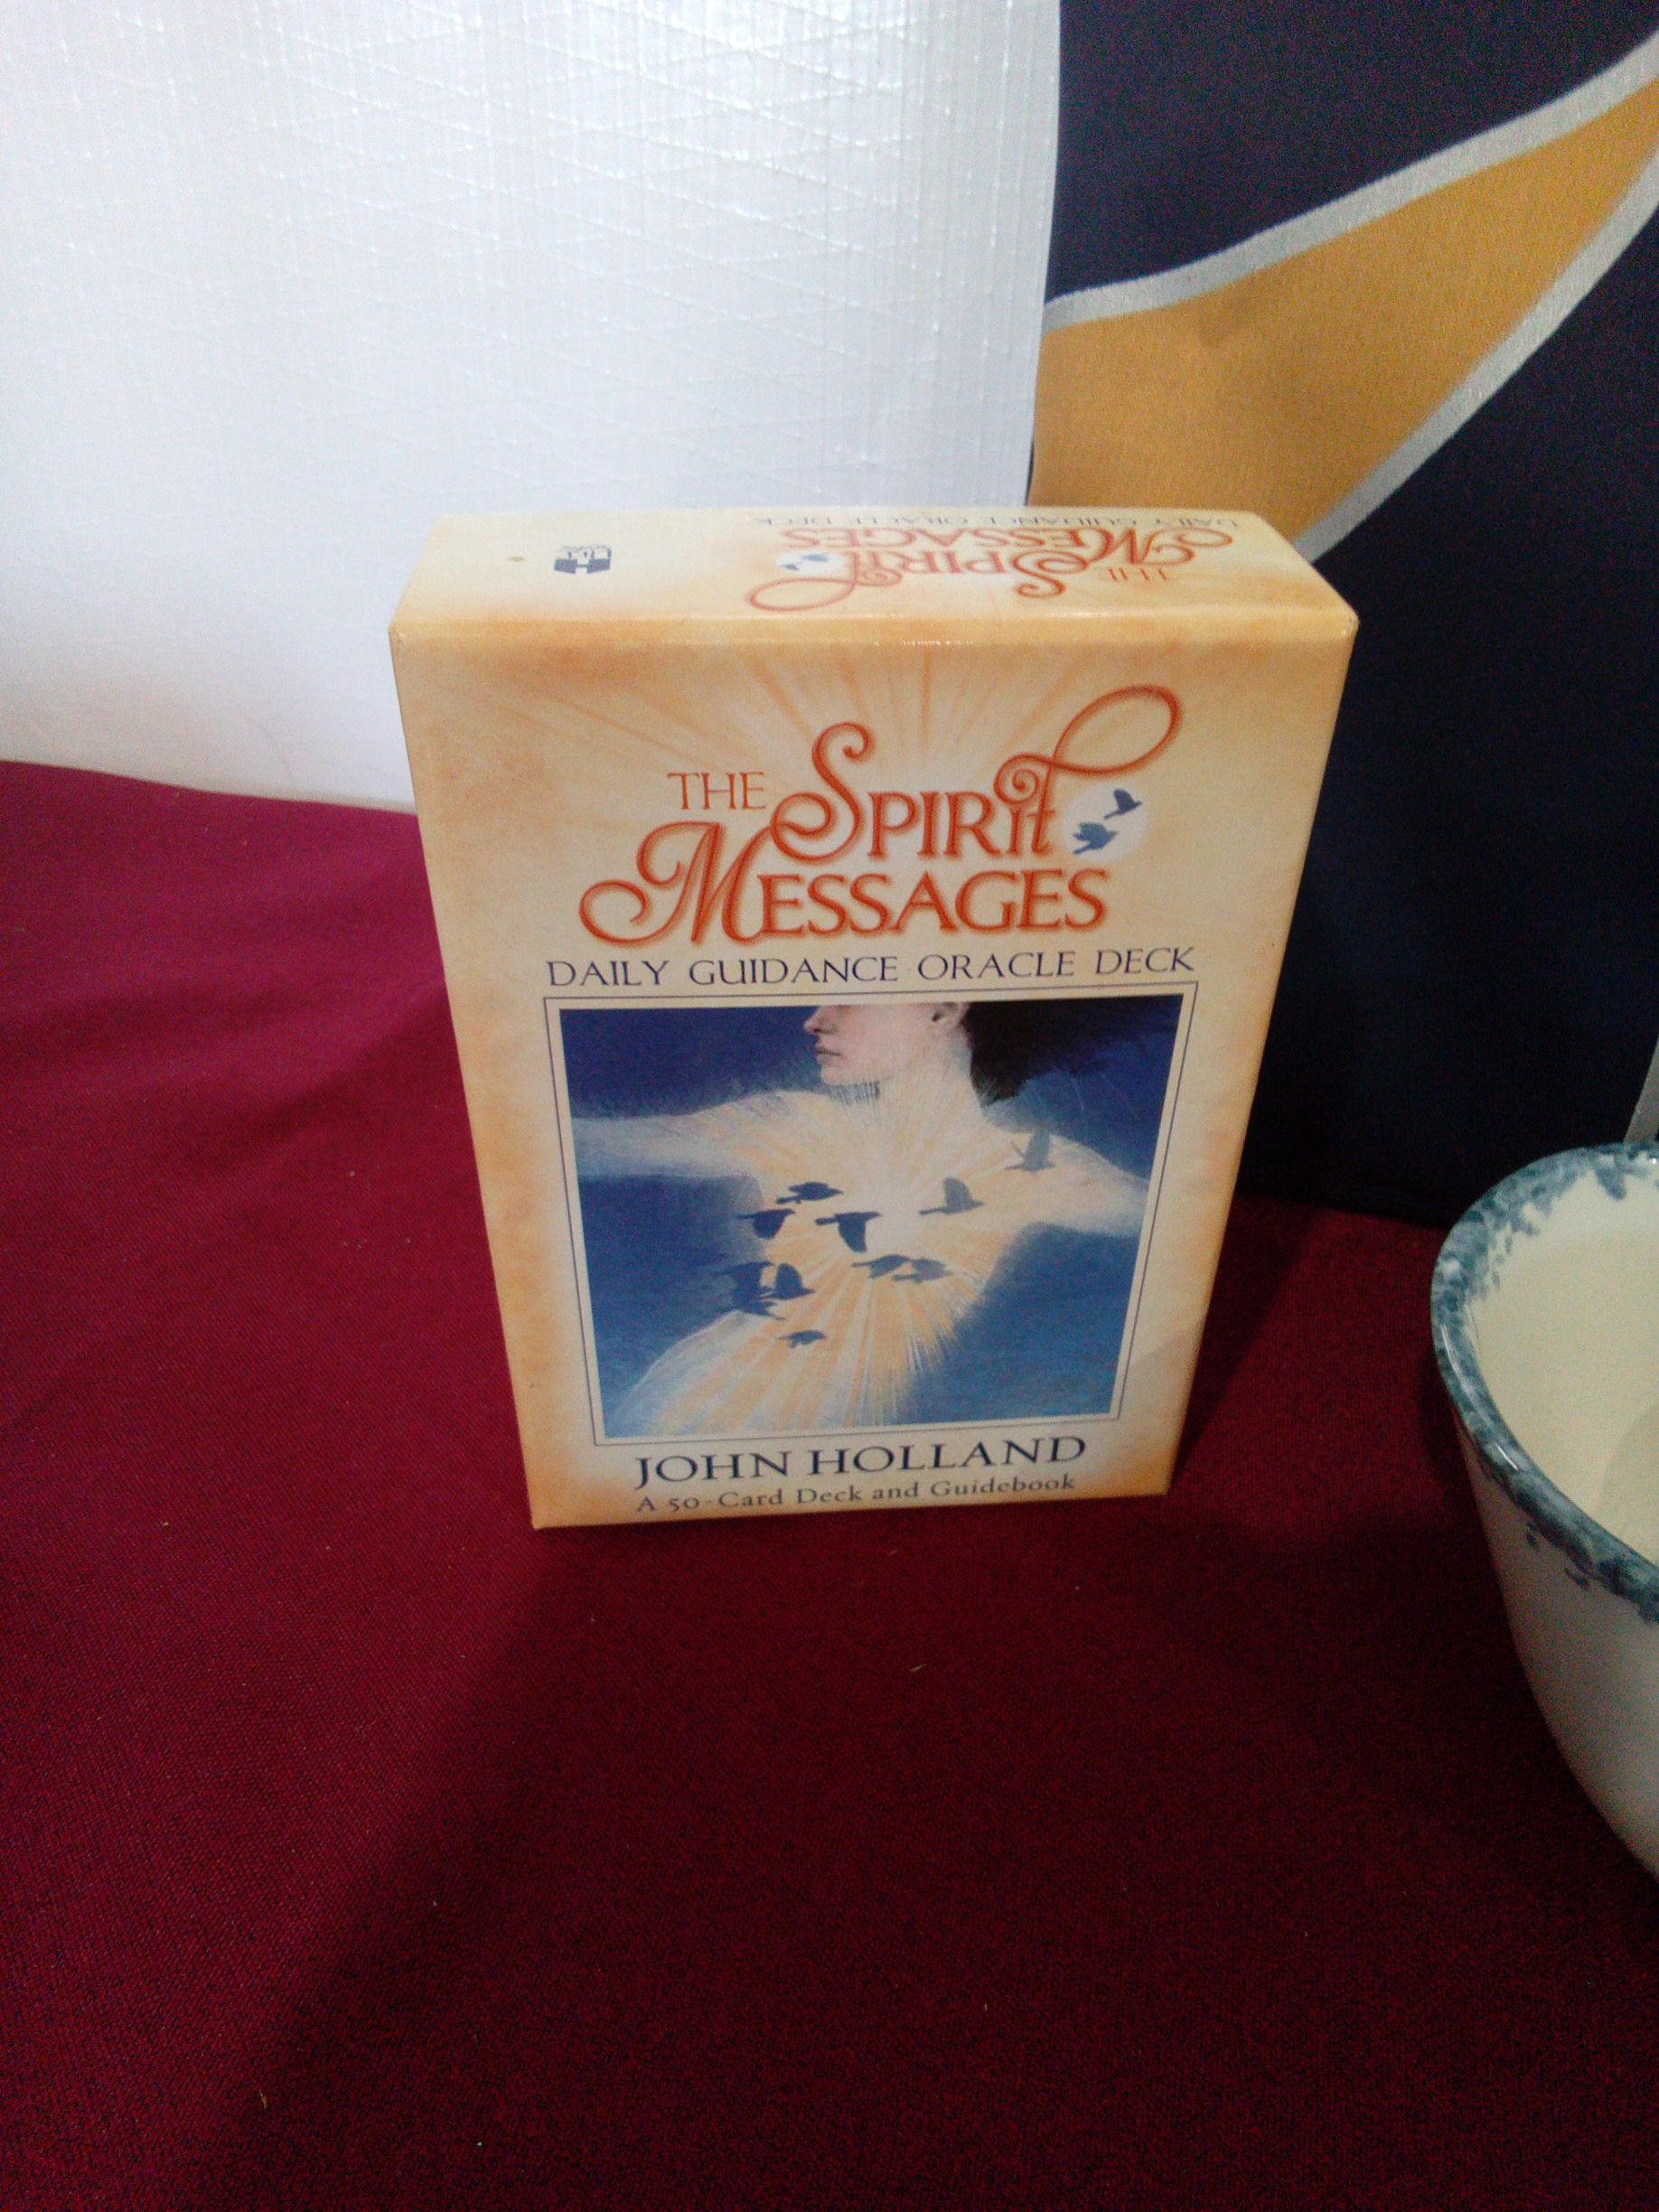 THE SPIRIT
MESSAGES
DAILY GUIDANCE ORACLE DECK
THE SPIRIT
MESSAGES
DAILY GUIDANCE ORACLE DECK
JOHN HOLLAND
A 50-Card Deck and Guidebook